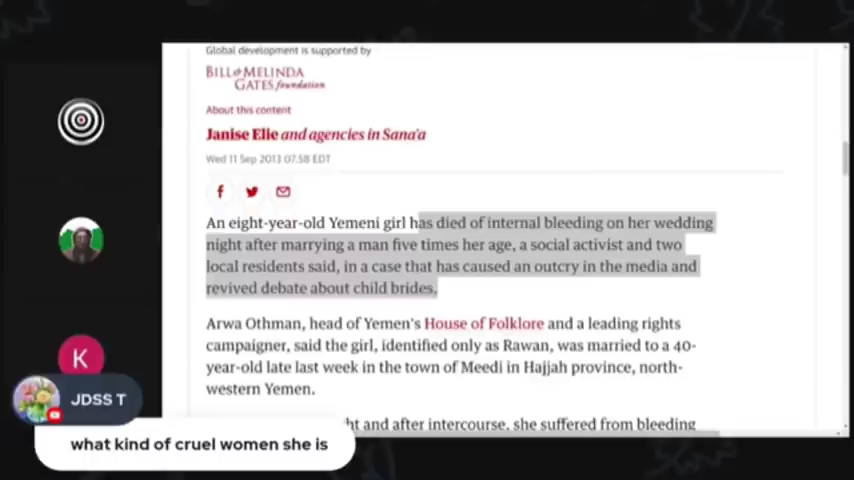 Global development is supported by
BILL & MELINDA
GATES foundation
About this content
Janise Elie and agencies in Sana'a
Wed 11 Sep 2013 07.58 EDT
An eight-year-old Yemeni girl has died of internal bleeding on her wedding
night after marrying a man five times her age, a social activist and two
local residents said, in a case that has caused an outcry in the media and
revived debate about child brides.
Arwa Othman, head of Yemen's House of Folklore and a leading rights
campaigner, said the girl, identified only as Rawan, was married to a 40-
year-old late last week in the town of Meedi in Hajjah province, north-
western Yemen.
and after intercourse, she suffered from bleeding
K
JDSS T
what kind of cruel women she is